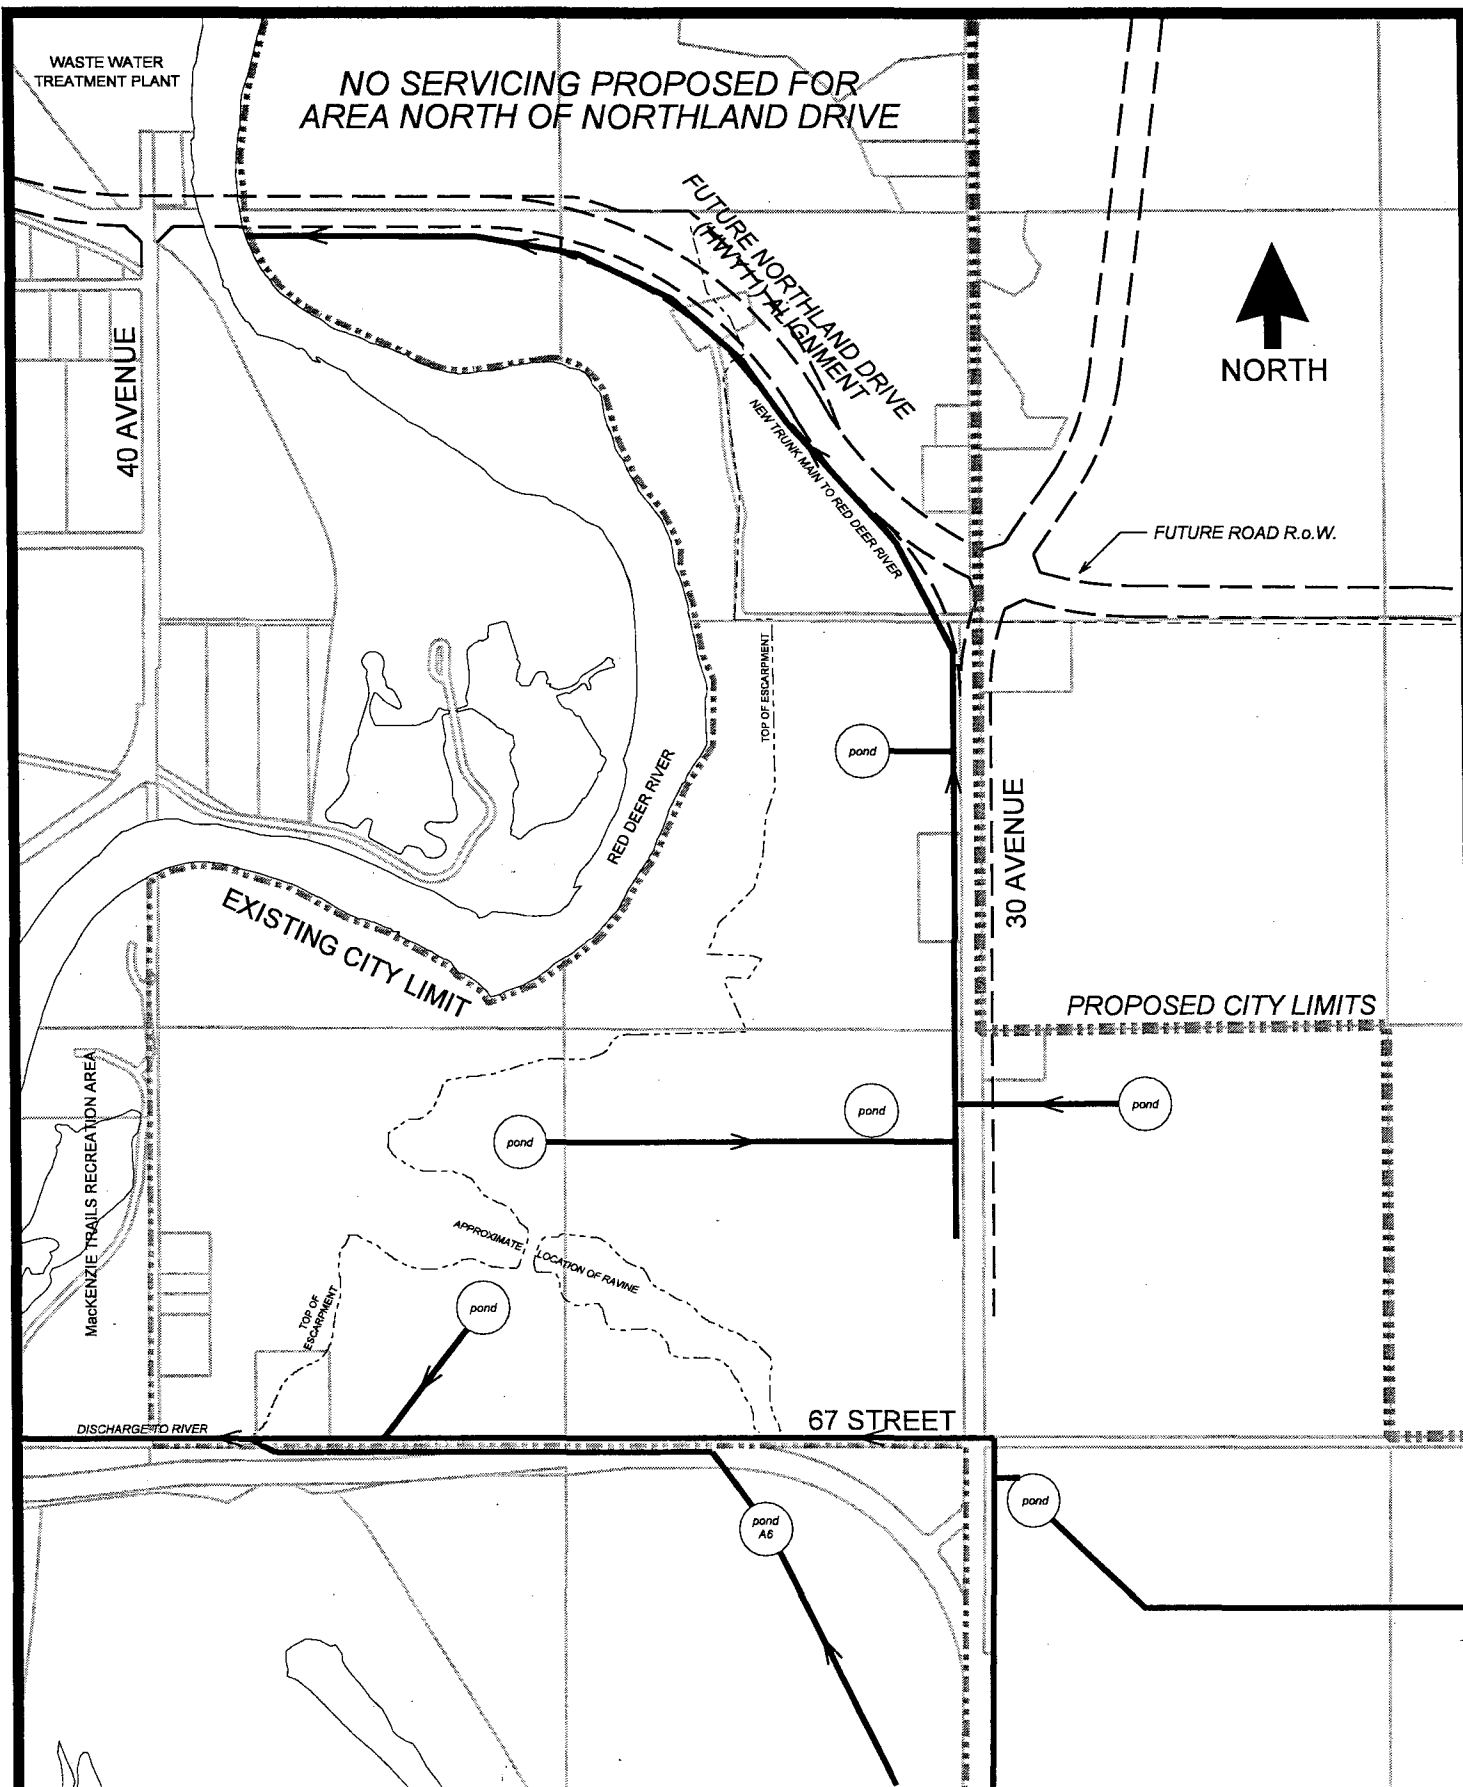 WASTE WATER
TREATMENT PLANT
NO SERVICING PROPOSED FOR
AREA NORTH OF NORTHLAND DRIVE
FUTURE NORTHLAND DRIVE
(HWY11) ALIGNMENT
NORTH
40 AVENUE
NEW TRUNK MAIN TO RED DEER RIVER
FUTURE ROAD R.o.W.
TOP OF ESCARPMENT
pond
RED DEER RIVER
30 AVENUE
EXISTING CITY LIMIT
PROPOSED CITY LIMITS
MacKENZIE TRAILS RECREATION AREA
pond
pond
pond
APPROXIMATE
LOCATION OF RAVINE
TOP OF
ESCARPMENT
pond
DISCHARGE TO RIVER
67 STREET
pond
pond
A6